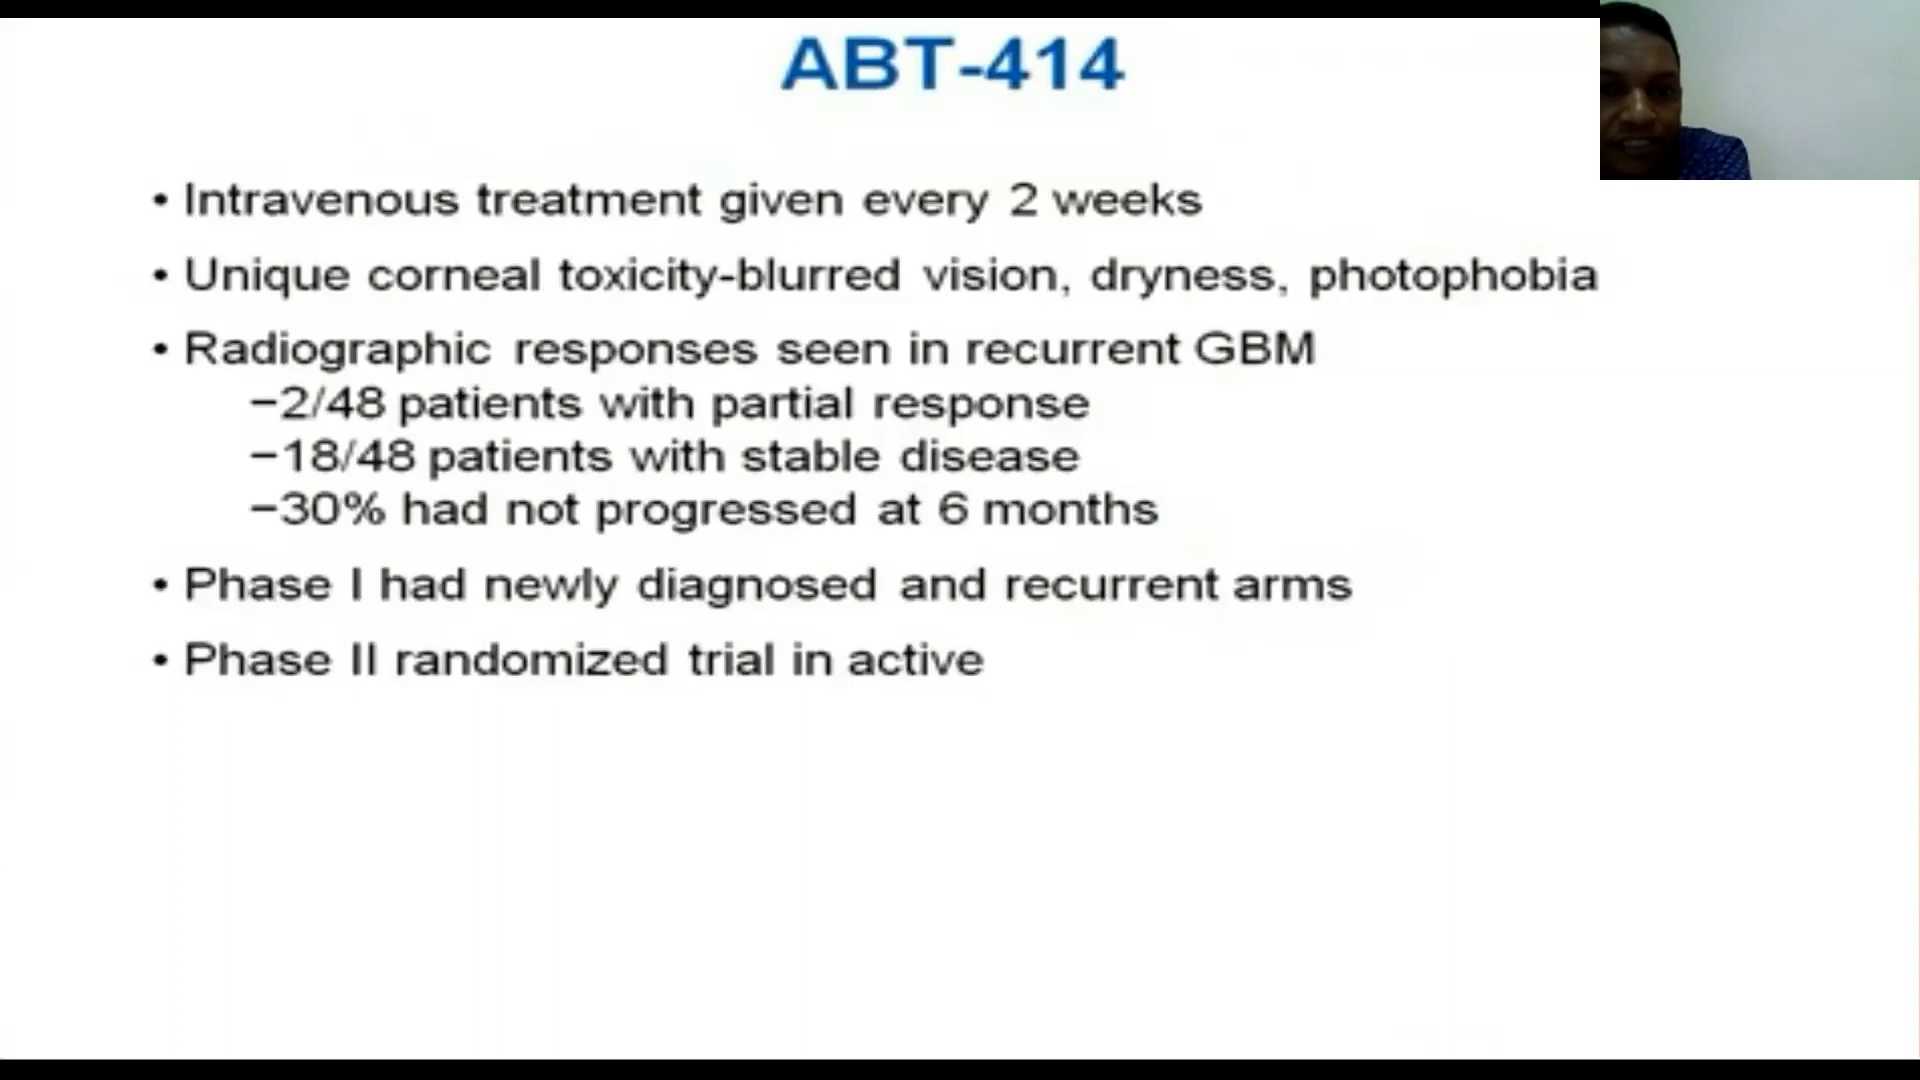 ABT-414
• Intravenous treatment given every 2 weeks
• Unique corneal toxicity-blurred vision, dryness, photophobia
• Radiographic responses seen in recurrent GBM
−2/48 patients with partial response
−18/48 patients with stable disease
−30% had not progressed at 6 months
• Phase I had newly diagnosed and recurrent arms
• Phase II randomized trial in active